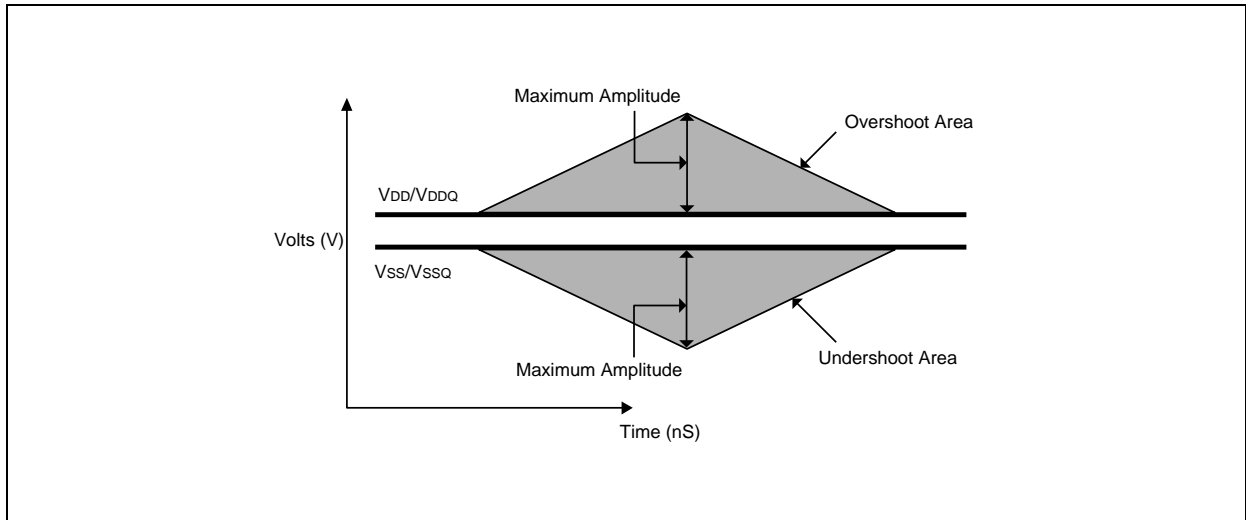 Maximum Amplitude
Overshoot Area
VDD/VDDQ
Volts (V)
VSS/VSSQ
Undershoot Area
Maximum Amplitude
Time (nS)